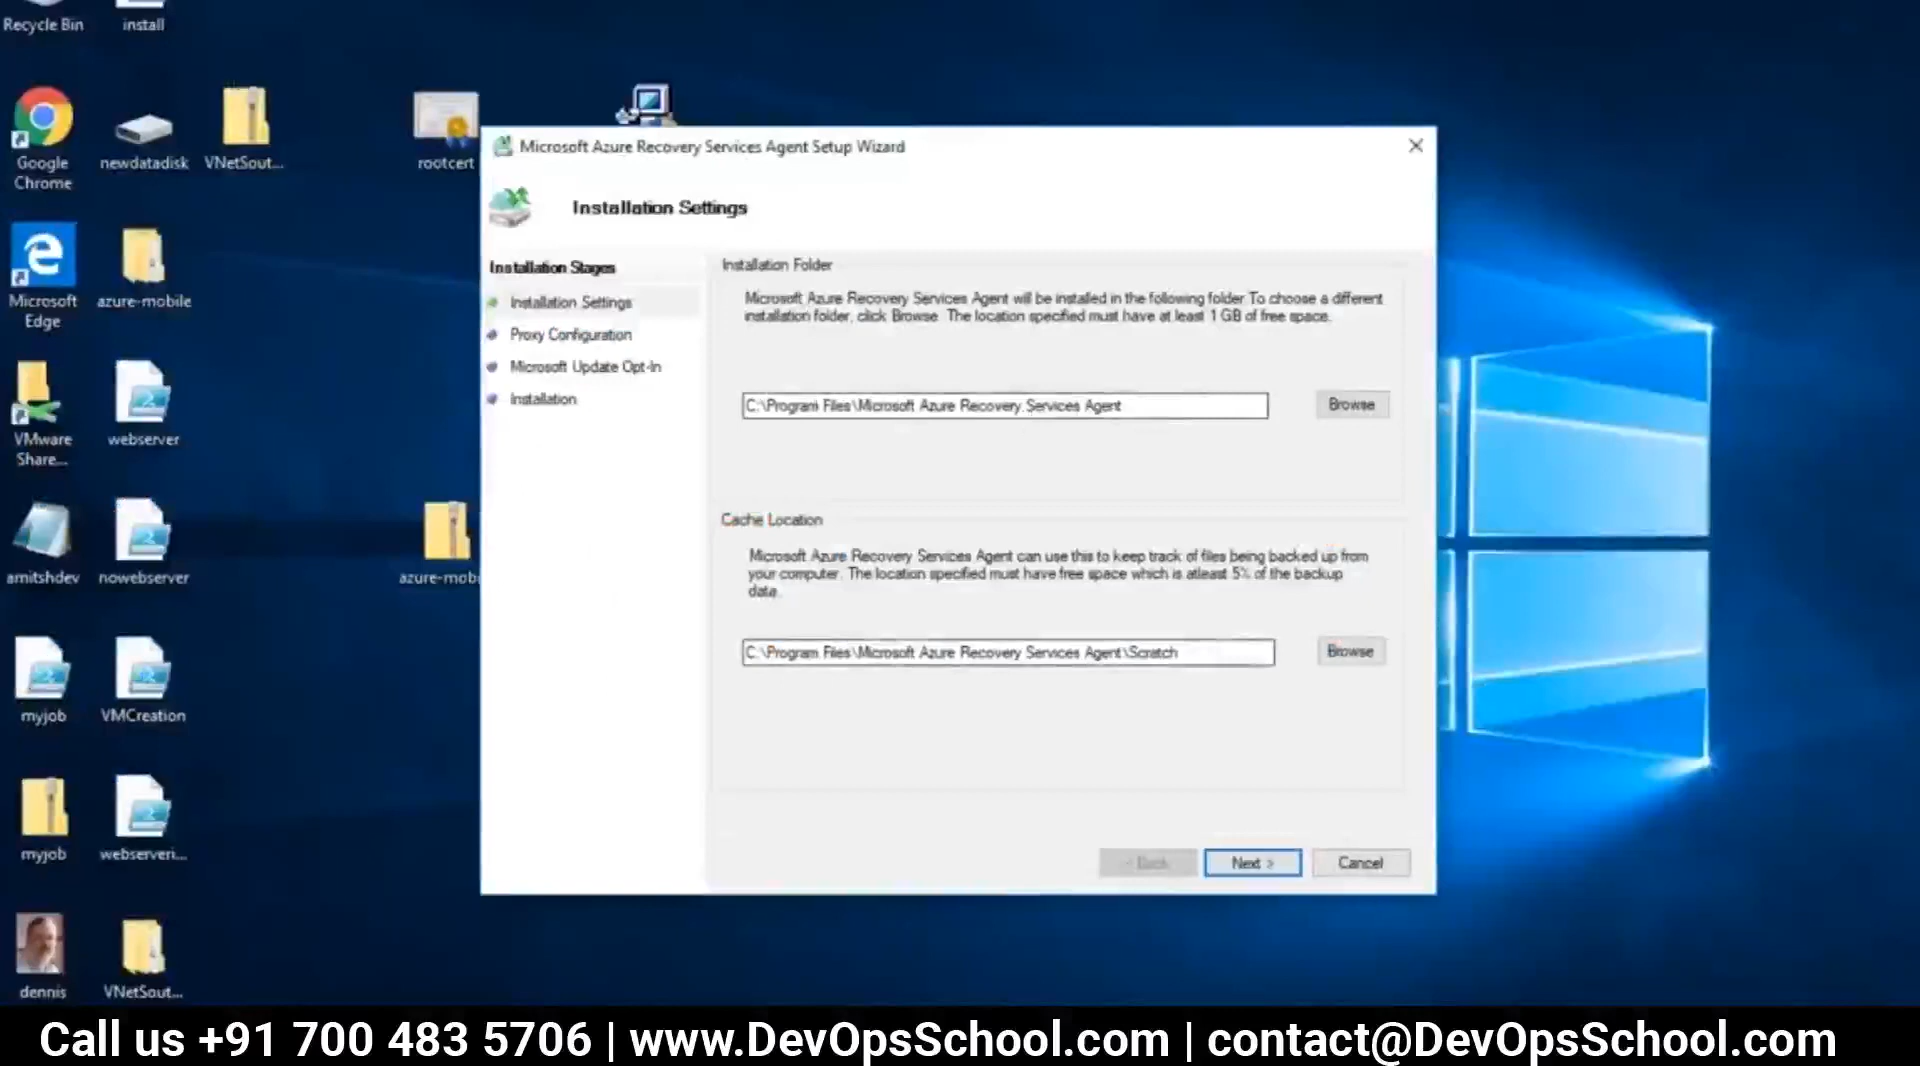 Recycle Bin
install
Google
Chrome
newdatadisk
VNetSout...
rootcert
Microsoft
Edge
azure-mobile
VMware
Share...
webserver
amitshdev
nowebserver
azure-mob
myjob
VMCreation
myjob
webserveri...
dennis
VNetSout...
Microsoft Azure Recovery Services Agent Setup Wizard
Installation Settings
Installation Stages
Installation Settings
Proxy Configuration
Microsoft Update Opt-In
Installation
Installation Folder
Microsoft Azure Recovery Services Agent will be installed in the following folder. To choose a different
installation folder, click Browse. The location specified must have at least 1 GB of free space.
C:\Program Files\Microsoft Azure Recovery Services Agent
Browse
Cache Location
Microsoft Azure Recovery Services Agent can use this to keep track of files being backed up from
your computer. The location specified must have free space which is atleast 5% of the backup
data.
C:\Program Files\Microsoft Azure Recovery Services Agent\Scratch
Browse
< Back
Next >
Cancel
Call us +91 700 483 5706 | www.DevOpsSchool.com | contact@DevOpsSchool.com